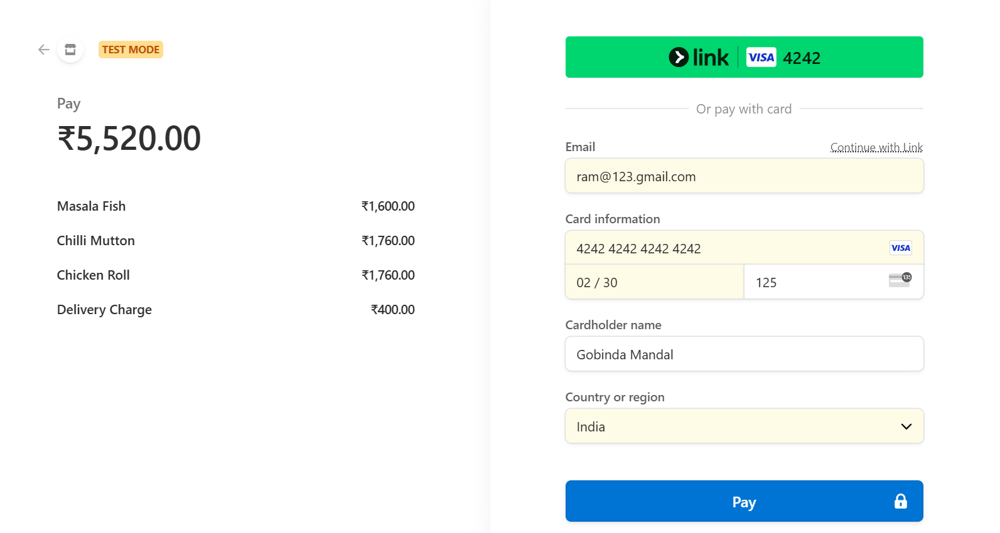 TEST MODE
Pay
₹5,520.00
Masala Fish ₹1,600.00
Chilli Mutton ₹1,760.00
Chicken Roll ₹1,760.00
Delivery Charge ₹400.00
link VISA 4242
Or pay with card
Email Continue with Link
ram@123.gmail.com
Card information
4242 4242 4242 4242 VISA
02 / 30 125 135
Cardholder name
Gobinda Mandal
Country or region
India
Pay